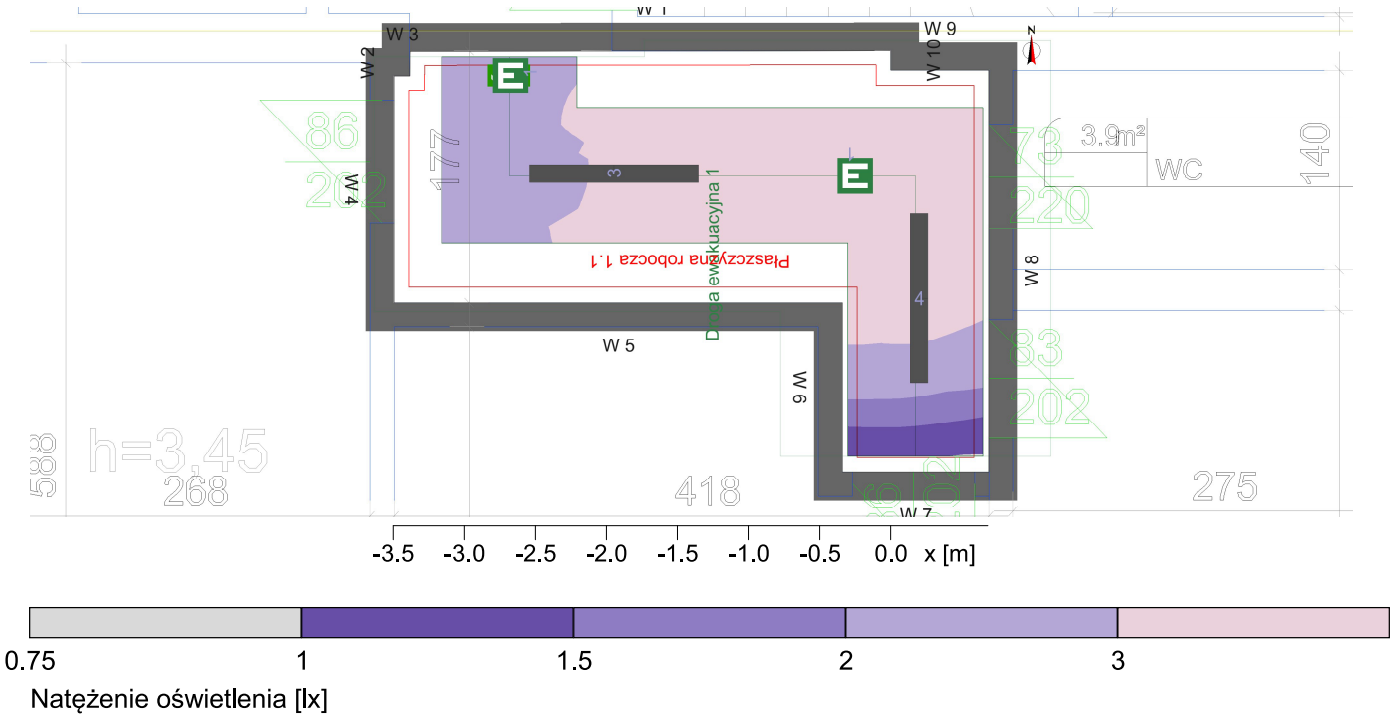 W 1
W 3
W 9
W 2
W 10
z
E
E
86
202
177
W 4
3
4
73
220
3.9m²
WC
140
Droga ewakuacyjna 1
Płaszczyzna robocza 1.1
W 8
W 5
W 6
83
202
588
h=3,45
268
418
275
W 7
-3.5 -3.0 -2.5 -2.0 -1.5 -1.0 -0.5 0.0 x [m]
0.75 1 1.5 2 3
Natężenie oświetlenia [lx]